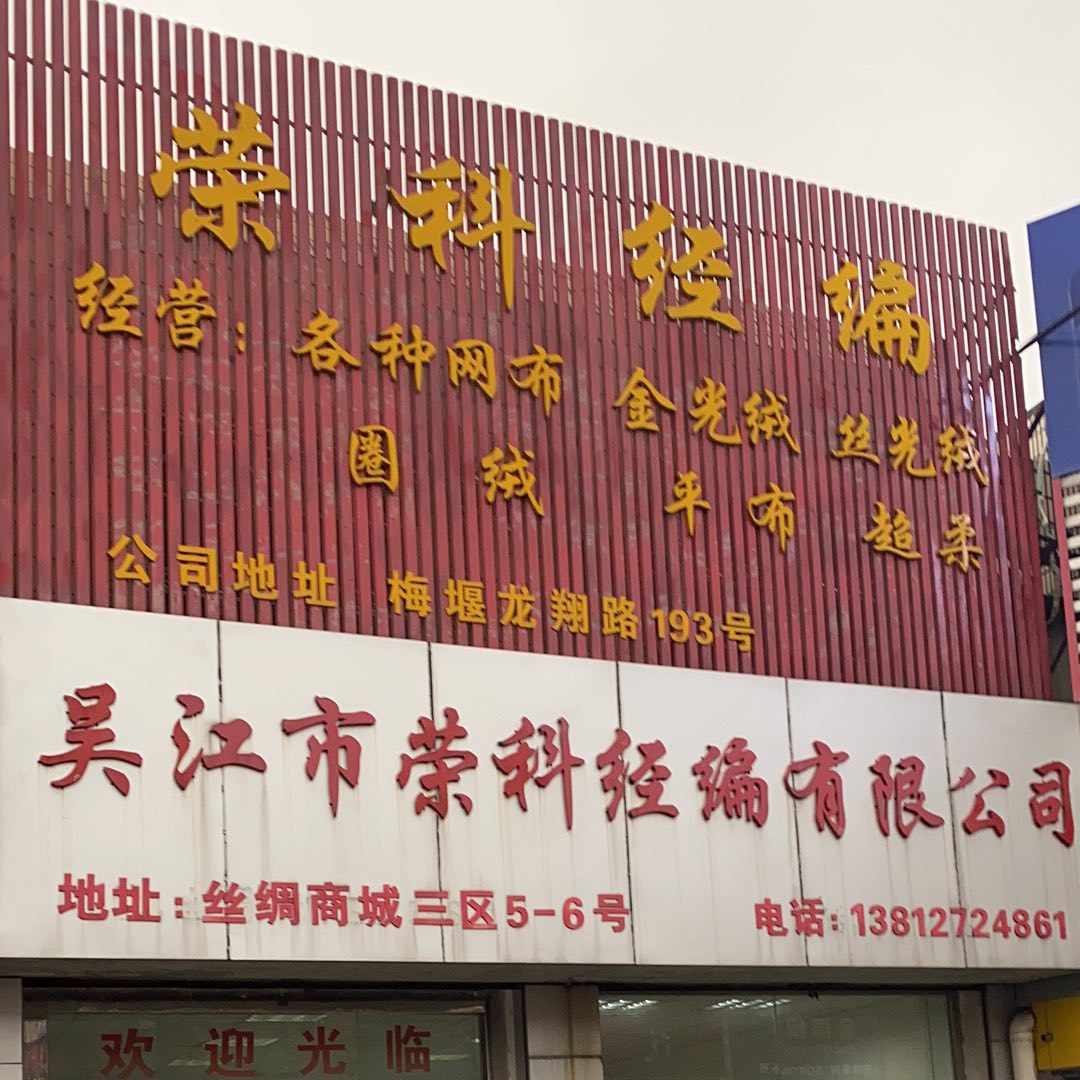 荣科经编
经营：各种网布 金光绒 丝光绒
圈绒 平布 超柔
公司地址 梅堰龙翔路193号
吴江市荣科经编有限公司
地址：丝绸商城三区5-6号 电话：13812724861
欢迎光临